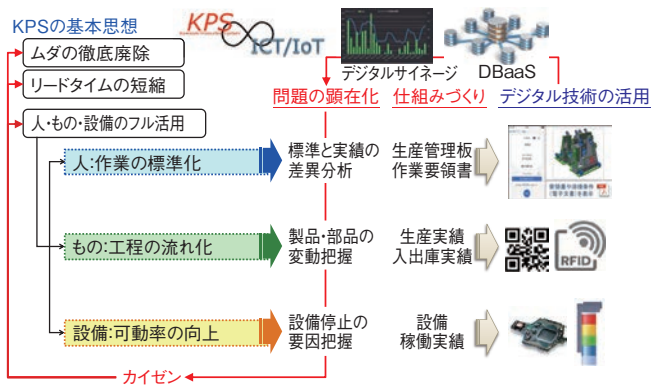 KPSの基本思想
KPS
ICT/IoT
ムダの徹底廃除
リードタイムの短縮
人・もの・設備のフル活用
デジタルサイネージ
DBaaS
問題の顕在化
仕組みづくり
デジタル技術の活用
人:作業の標準化
標準と実績の
差異分析
生産管理板
作業要領書
もの:工程の流れ化
製品・部品の
変動把握
生産実績
入出庫実績
RFID
設備:可動率の向上
設備停止の
要因把握
設備
稼働実績
カイゼン